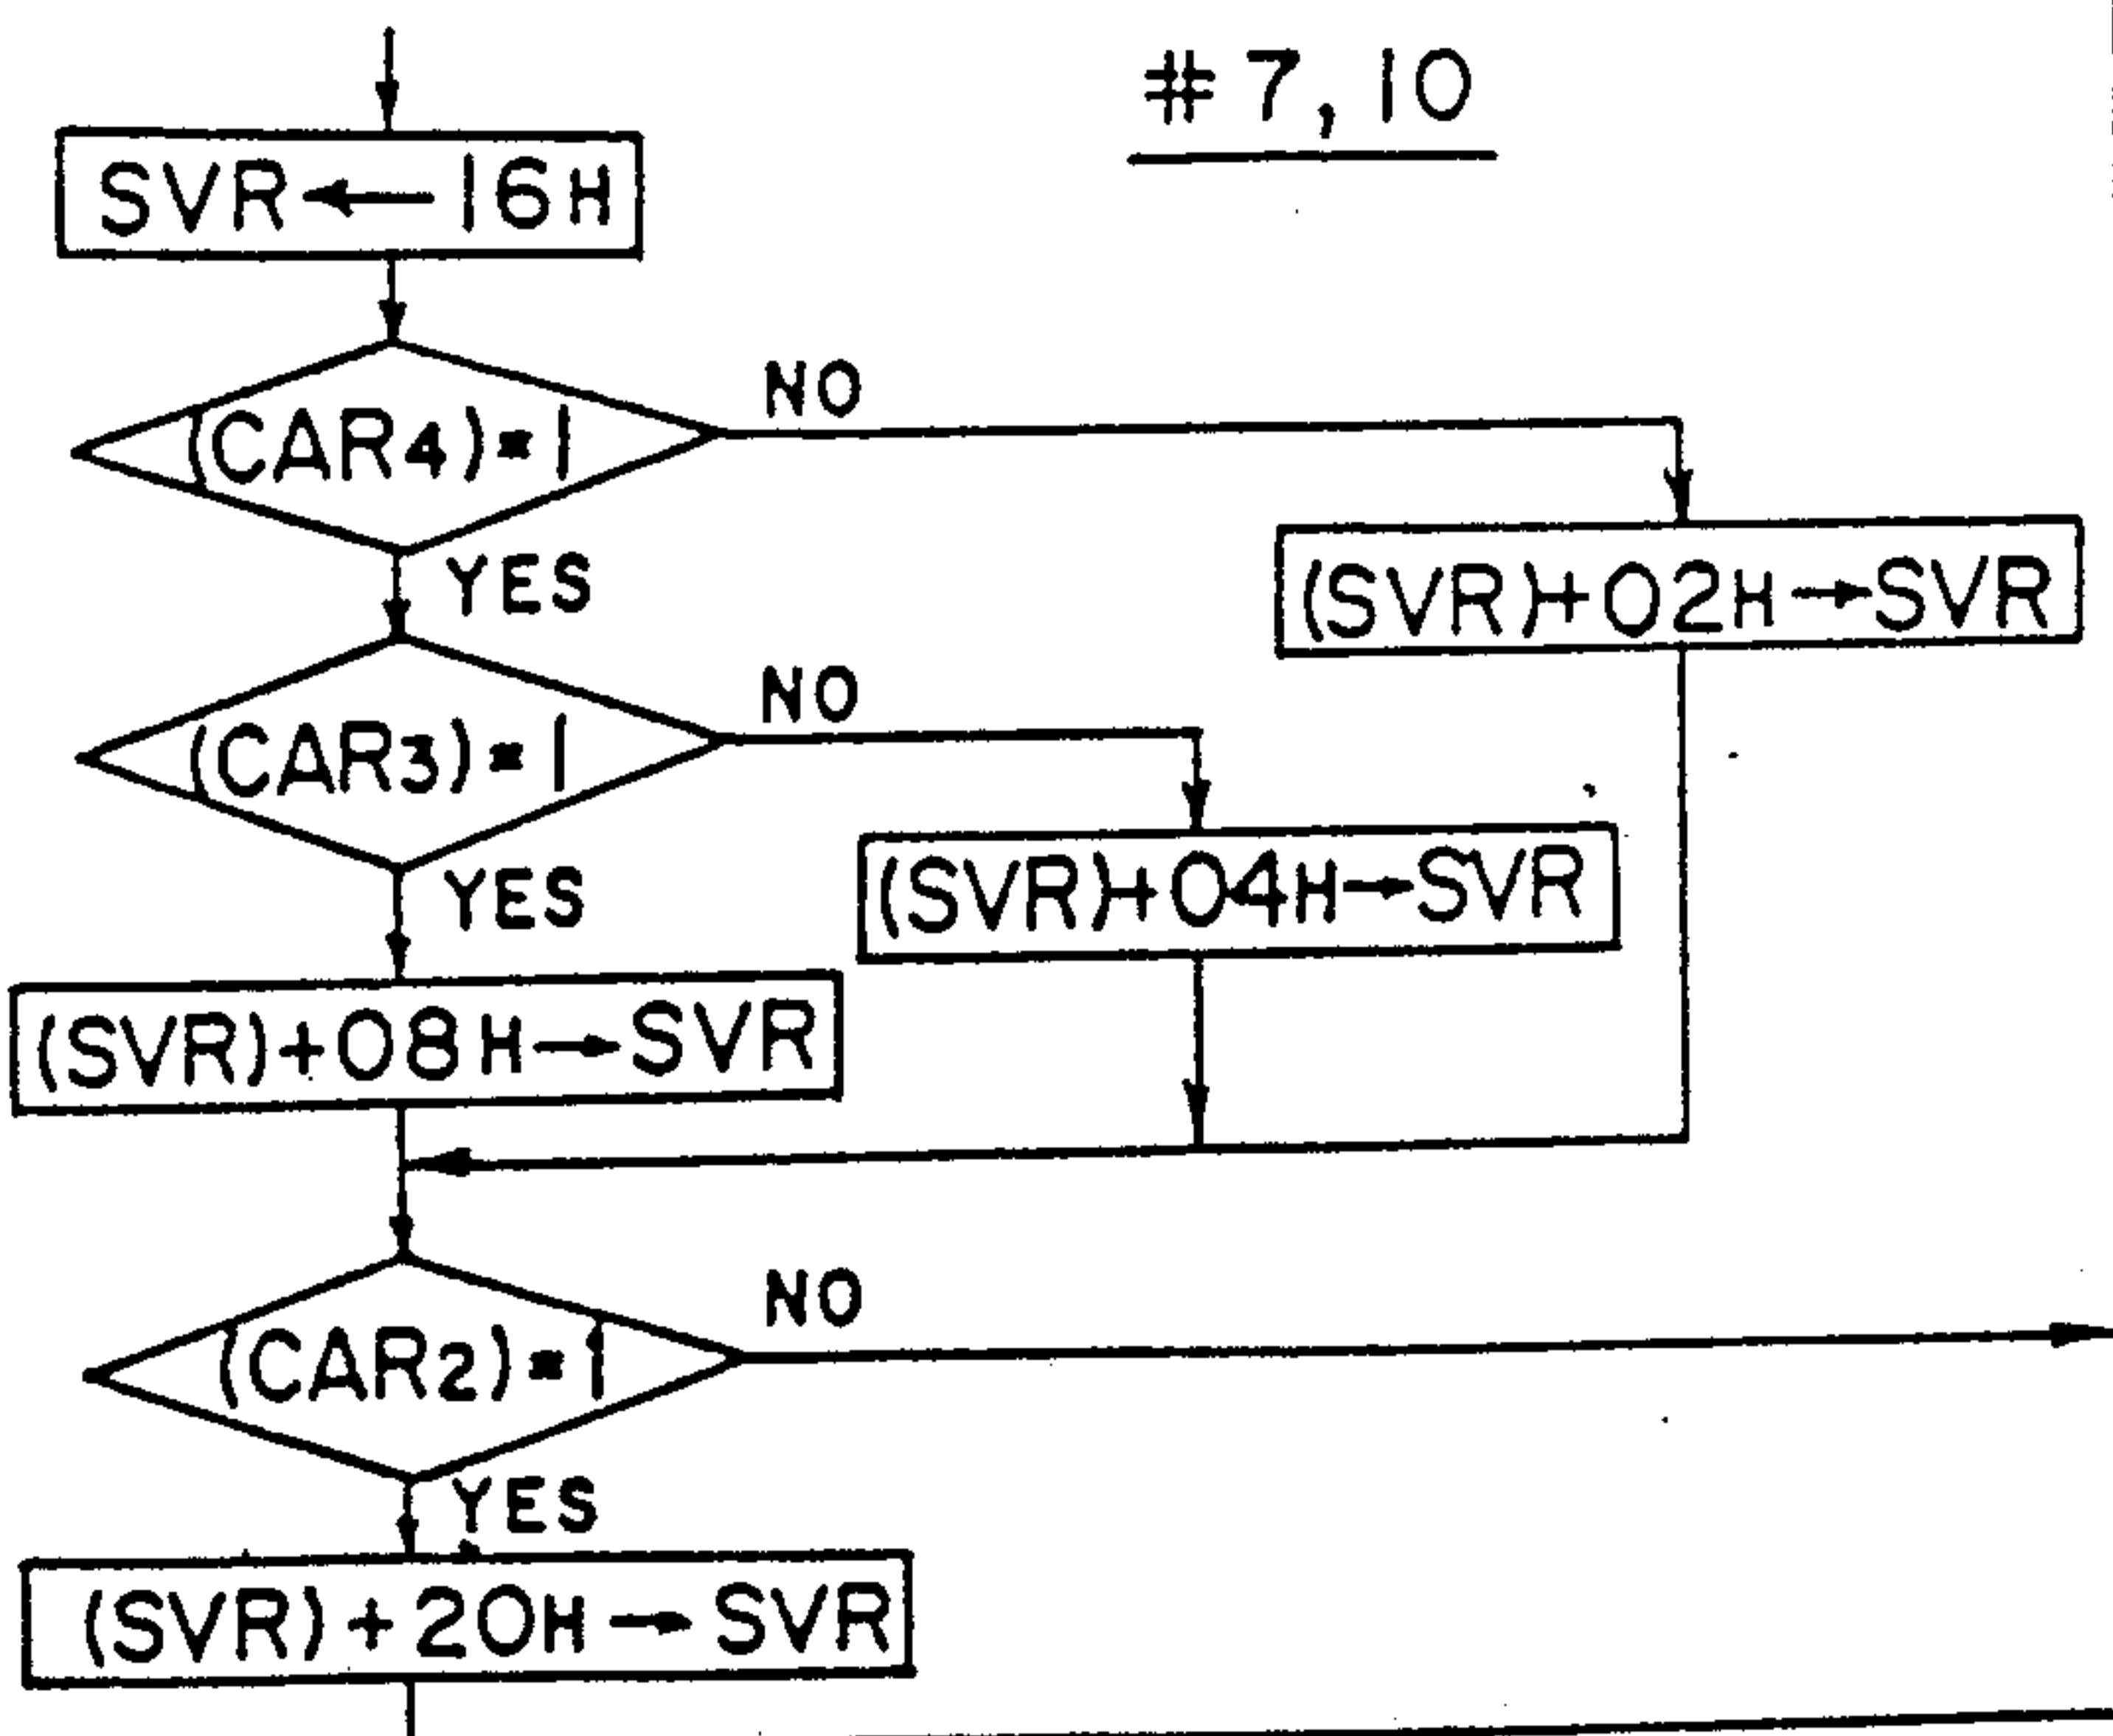 # 7, 10
SVR ← 16H
NO
(CAR4) = 1
YES
(SVR)+02H→SVR
NO
(CAR3) = 1
YES
(SVR)+04H→SVR
(SVR)+08H→SVR
NO
(CAR2) = 1
YES
(SVR)+20H→SVR